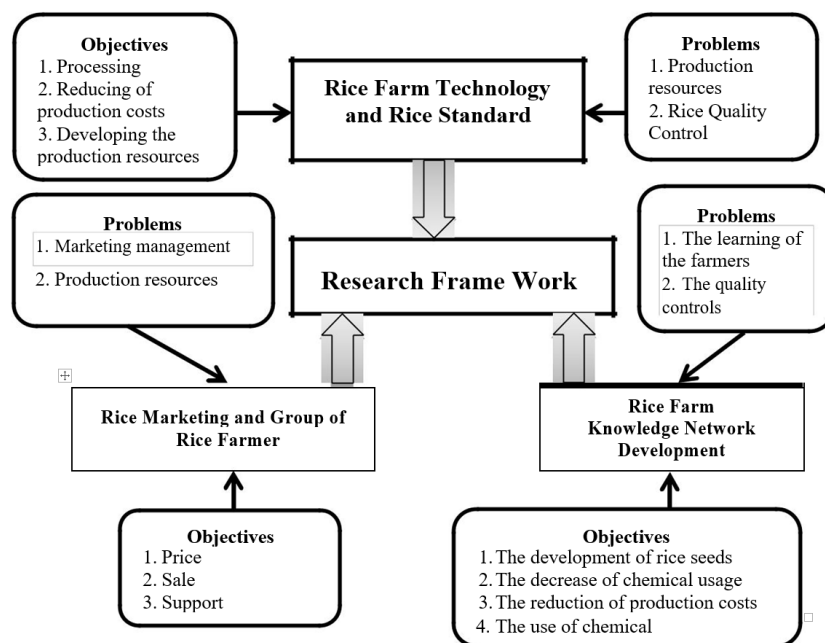 Objectives
1. Processing
2. Reducing of
production costs
3. Developing the
production resources
Rice Farm Technology
and Rice Standard
Problems
1. Production
resources
2. Rice Quality
Control
Problems
1. Marketing management
2. Production resources
Research Frame Work
Problems
1. The learning of
the farmers
2. The quality
controls
Rice Marketing and Group of
Rice Farmer
Rice Farm
Knowledge Network
Development
Objectives
1. Price
2. Sale
3. Support
Objectives
1. The development of rice seeds
2. The decrease of chemical usage
3. The reduction of production costs
4. The use of chemical